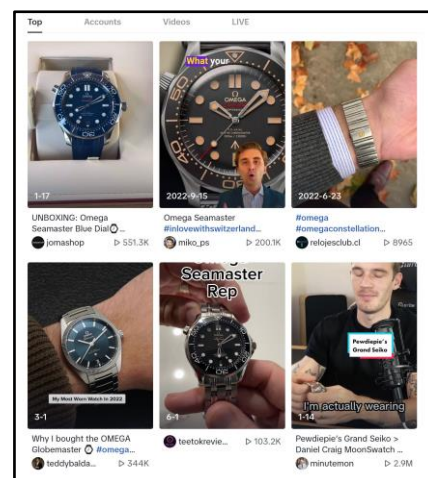 Top
Accounts
Videos
LIVE
1-17
UNBOXING: Omega
Seamaster Blue Dial⌚...
jomashop
▷ 551.3K
What your
OMEGA
2022-9-15
Omega Seamaster
#inlovewithswitzerland...
miko_ps
▷ 200.1K
2022-6-23
#omega
#omegaconstellation...
relojesclub.cl
▷ 8965
My Most Worn Watch in 2022
3-1
Why I bought the OMEGA
Globemaster ⌚ #omega...
teddybalda...
▷ 344K
Seamaster
Rep
6-1
teetokrevie...
▷ 103.2K
Pewdiepie's
Grand Seiko
I'm actually wearing
1-14
Pewdiepie's Grand Seiko >
Daniel Craig MoonSwatch ...
minutemon
▷ 2.9M